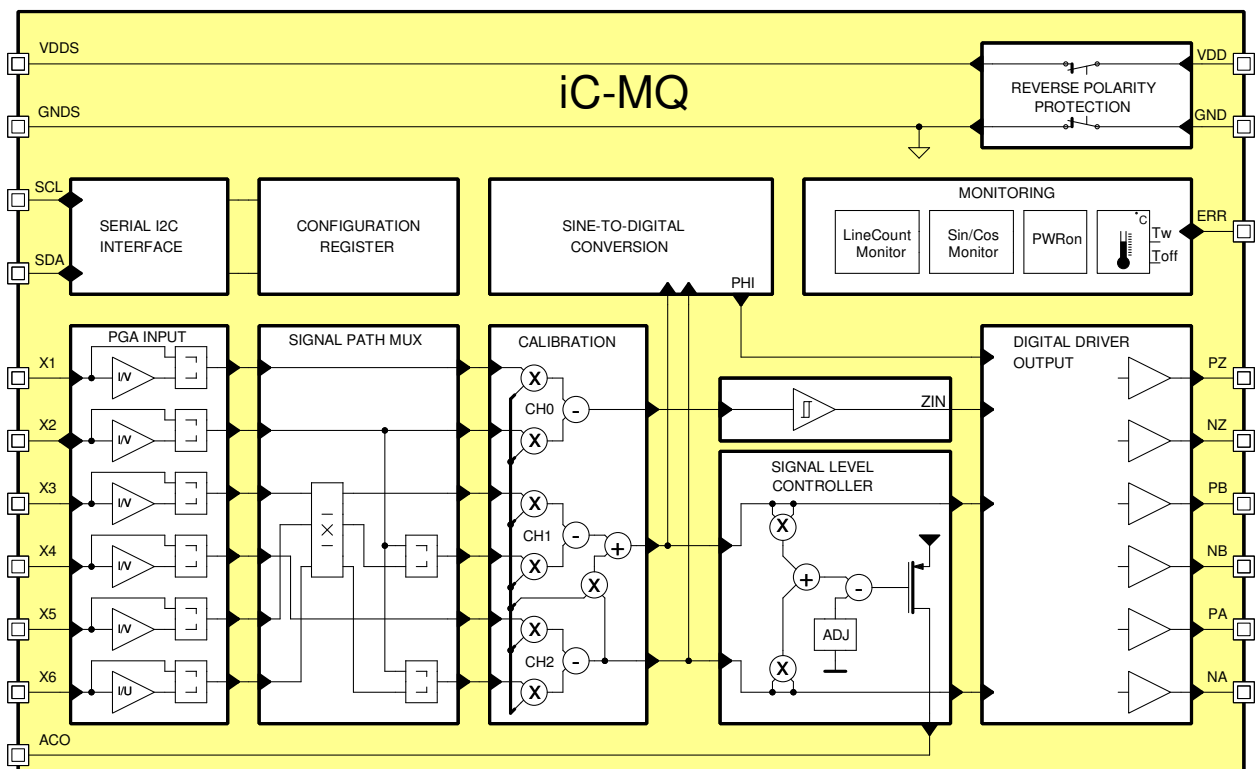 VDDS
VDD
iC-MQ
REVERSE POLARITY
PROTECTION
GNDS
GND
SCL
SERIAL I2C
INTERFACE
SDA
CONFIGURATION
REGISTER
SINE-TO-DIGITAL
CONVERSION
PHI
MONITORING
LineCount
Monitor
Sin/Cos
Monitor
PWRon
°C
Tw
Toff
ERR
PGA INPUT
SIGNAL PATH MUX
CALIBRATION
DIGITAL DRIVER
OUTPUT
X1
I/V
X2
I/V
X3
I/V
X4
I/V
X5
I/V
X6
I/U
ACO
X
CH0
-
X
X
CH1
-
+
X
X
X
CH2
-
X
ZIN
SIGNAL LEVEL
CONTROLLER
X
+
-
ADJ
X
PZ
NZ
PB
NB
PA
NA